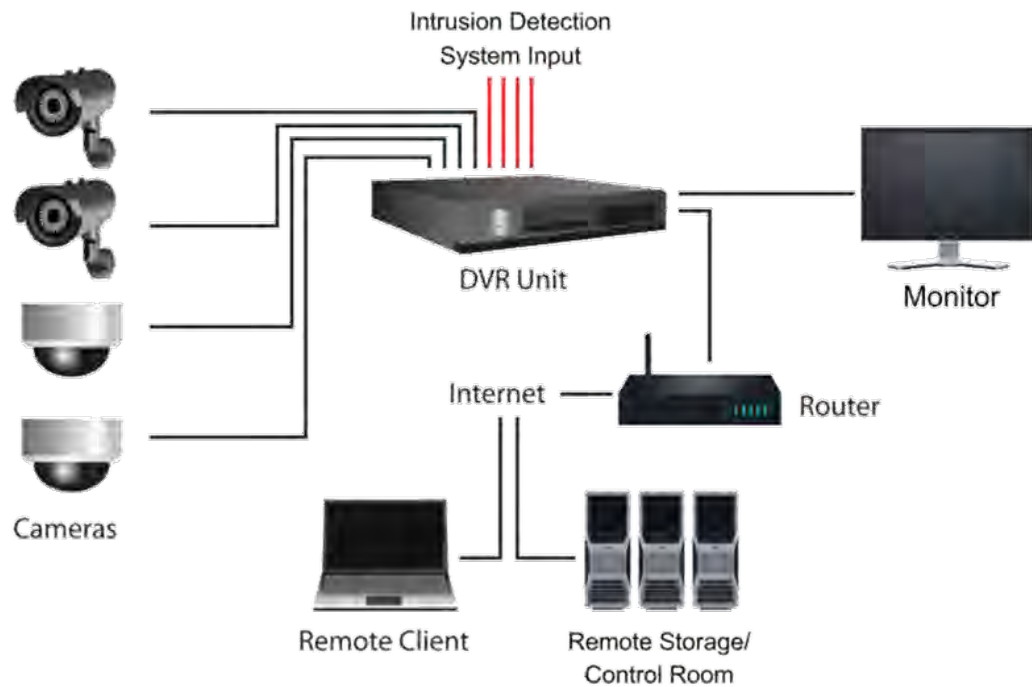 Intrusion Detection
System Input
DVR Unit
Monitor
Internet
Router
Cameras
Remote Client
Remote Storage/
Control Room